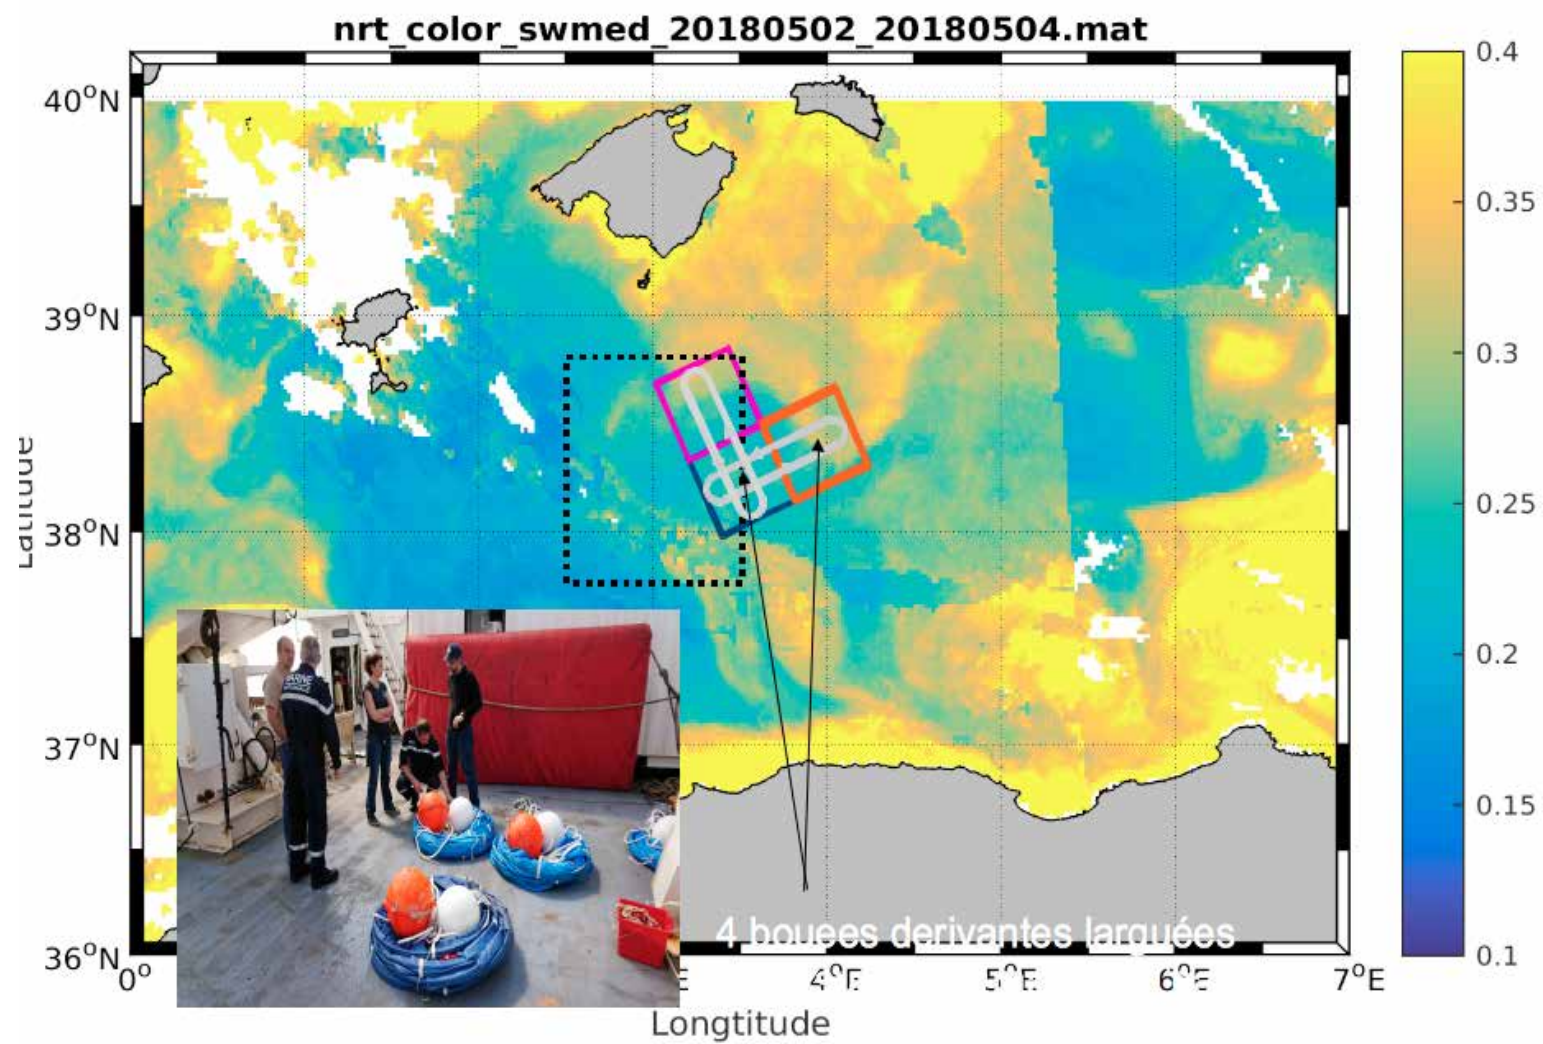 nrt_color_swmed_20180502_20180504.mat
40°N
39°N
38°N
37°N
36°N
Latitude
0°
4°E
5°E
6°E
7°E
Longtitude
0.4
0.35
0.3
0.25
0.2
0.15
0.1
MARINE
4 bouees derivantes larguées